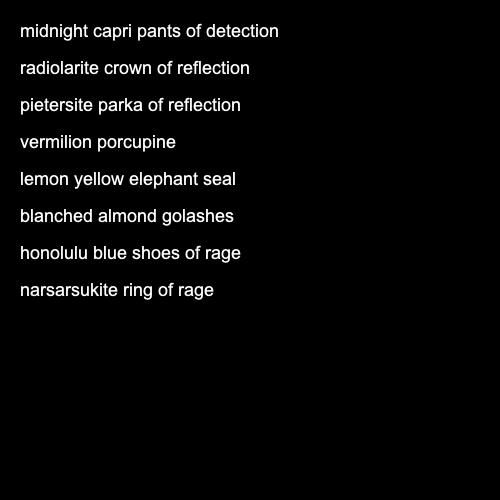 midnight capri pants of detection
radiolarite crown of reflection
pietersite parka of reflection
vermilion porcupine
lemon yellow elephant seal
blanched almond golashes
honolulu blue shoes of rage
narsarsukite ring of rage